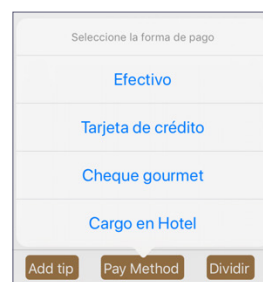 Seleccione la forma de pago
Efectivo
Tarjeta de crédito
Cheque gourmet
Cargo en Hotel
Add tip Pay Method Dividir